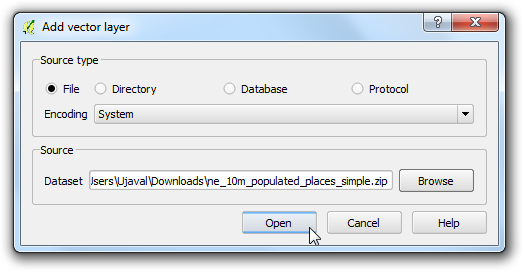 Add vector layer
Source type
File Directory Database Protocol
Encoding System
Source
Dataset Users\Ujaval\Downloads\ne_10m_populated_places_simple.zip Browse
Open Cancel Help